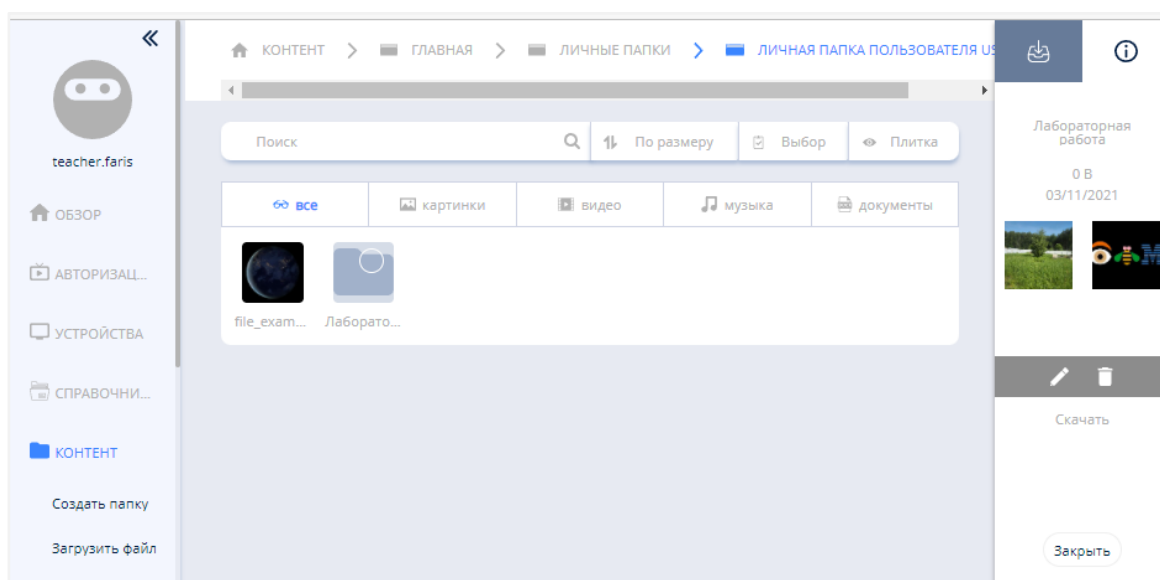 teacher.faris
ОБЗОР
АВТОРИЗАЦ...
УСТРОЙСТВА
СПРАВОЧНИ...
КОНТЕНТ
Создать папку
Загрузить файл
КОНТЕНТ > ГЛАВНАЯ > ЛИЧНЫЕ ПАПКИ > ЛИЧНАЯ ПАПКА ПОЛЬЗОВАТЕЛЯ US
Поиск По размеру Выбор Плитка
все картинки видео музыка документы
file_exam... Лаборато...
Лабораторная
работа
0 B
03/11/2021
Скачать
Закрыть